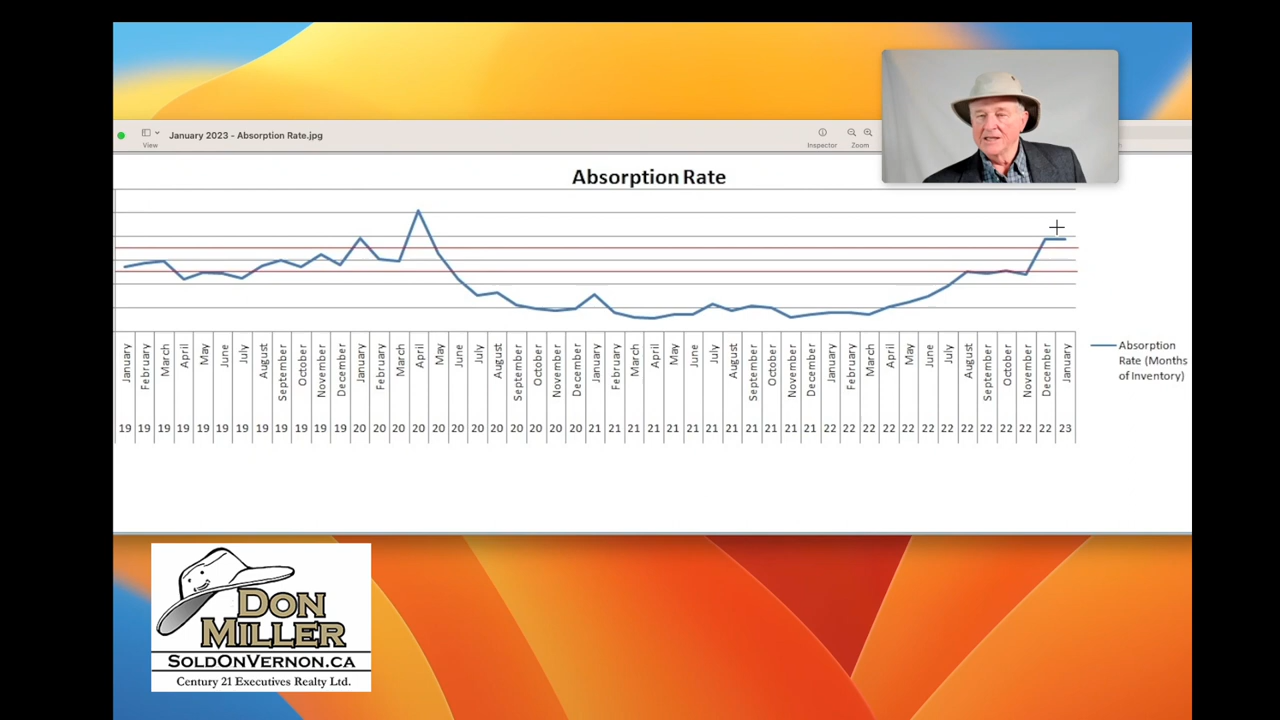 January 2023 - Absorption Rate.jpg
View
Inspector
Zoom
Absorption Rate
January February March April May June July August September October November December January February March April May June July August September October November December January February March April May June July August September October November December January February March April May June July August September October November December January
19 19 19 19 19 19 19 19 19 19 19 19 20 20 20 20 20 20 20 20 20 20 20 20 21 21 21 21 21 21 21 21 21 21 21 21 22 22 22 22 22 22 22 22 22 22 22 22 23
Absorption
Rate (Months
of Inventory)
DON
MILLER
SOLDONVERNON.CA
Century 21 Executives Realty Ltd.